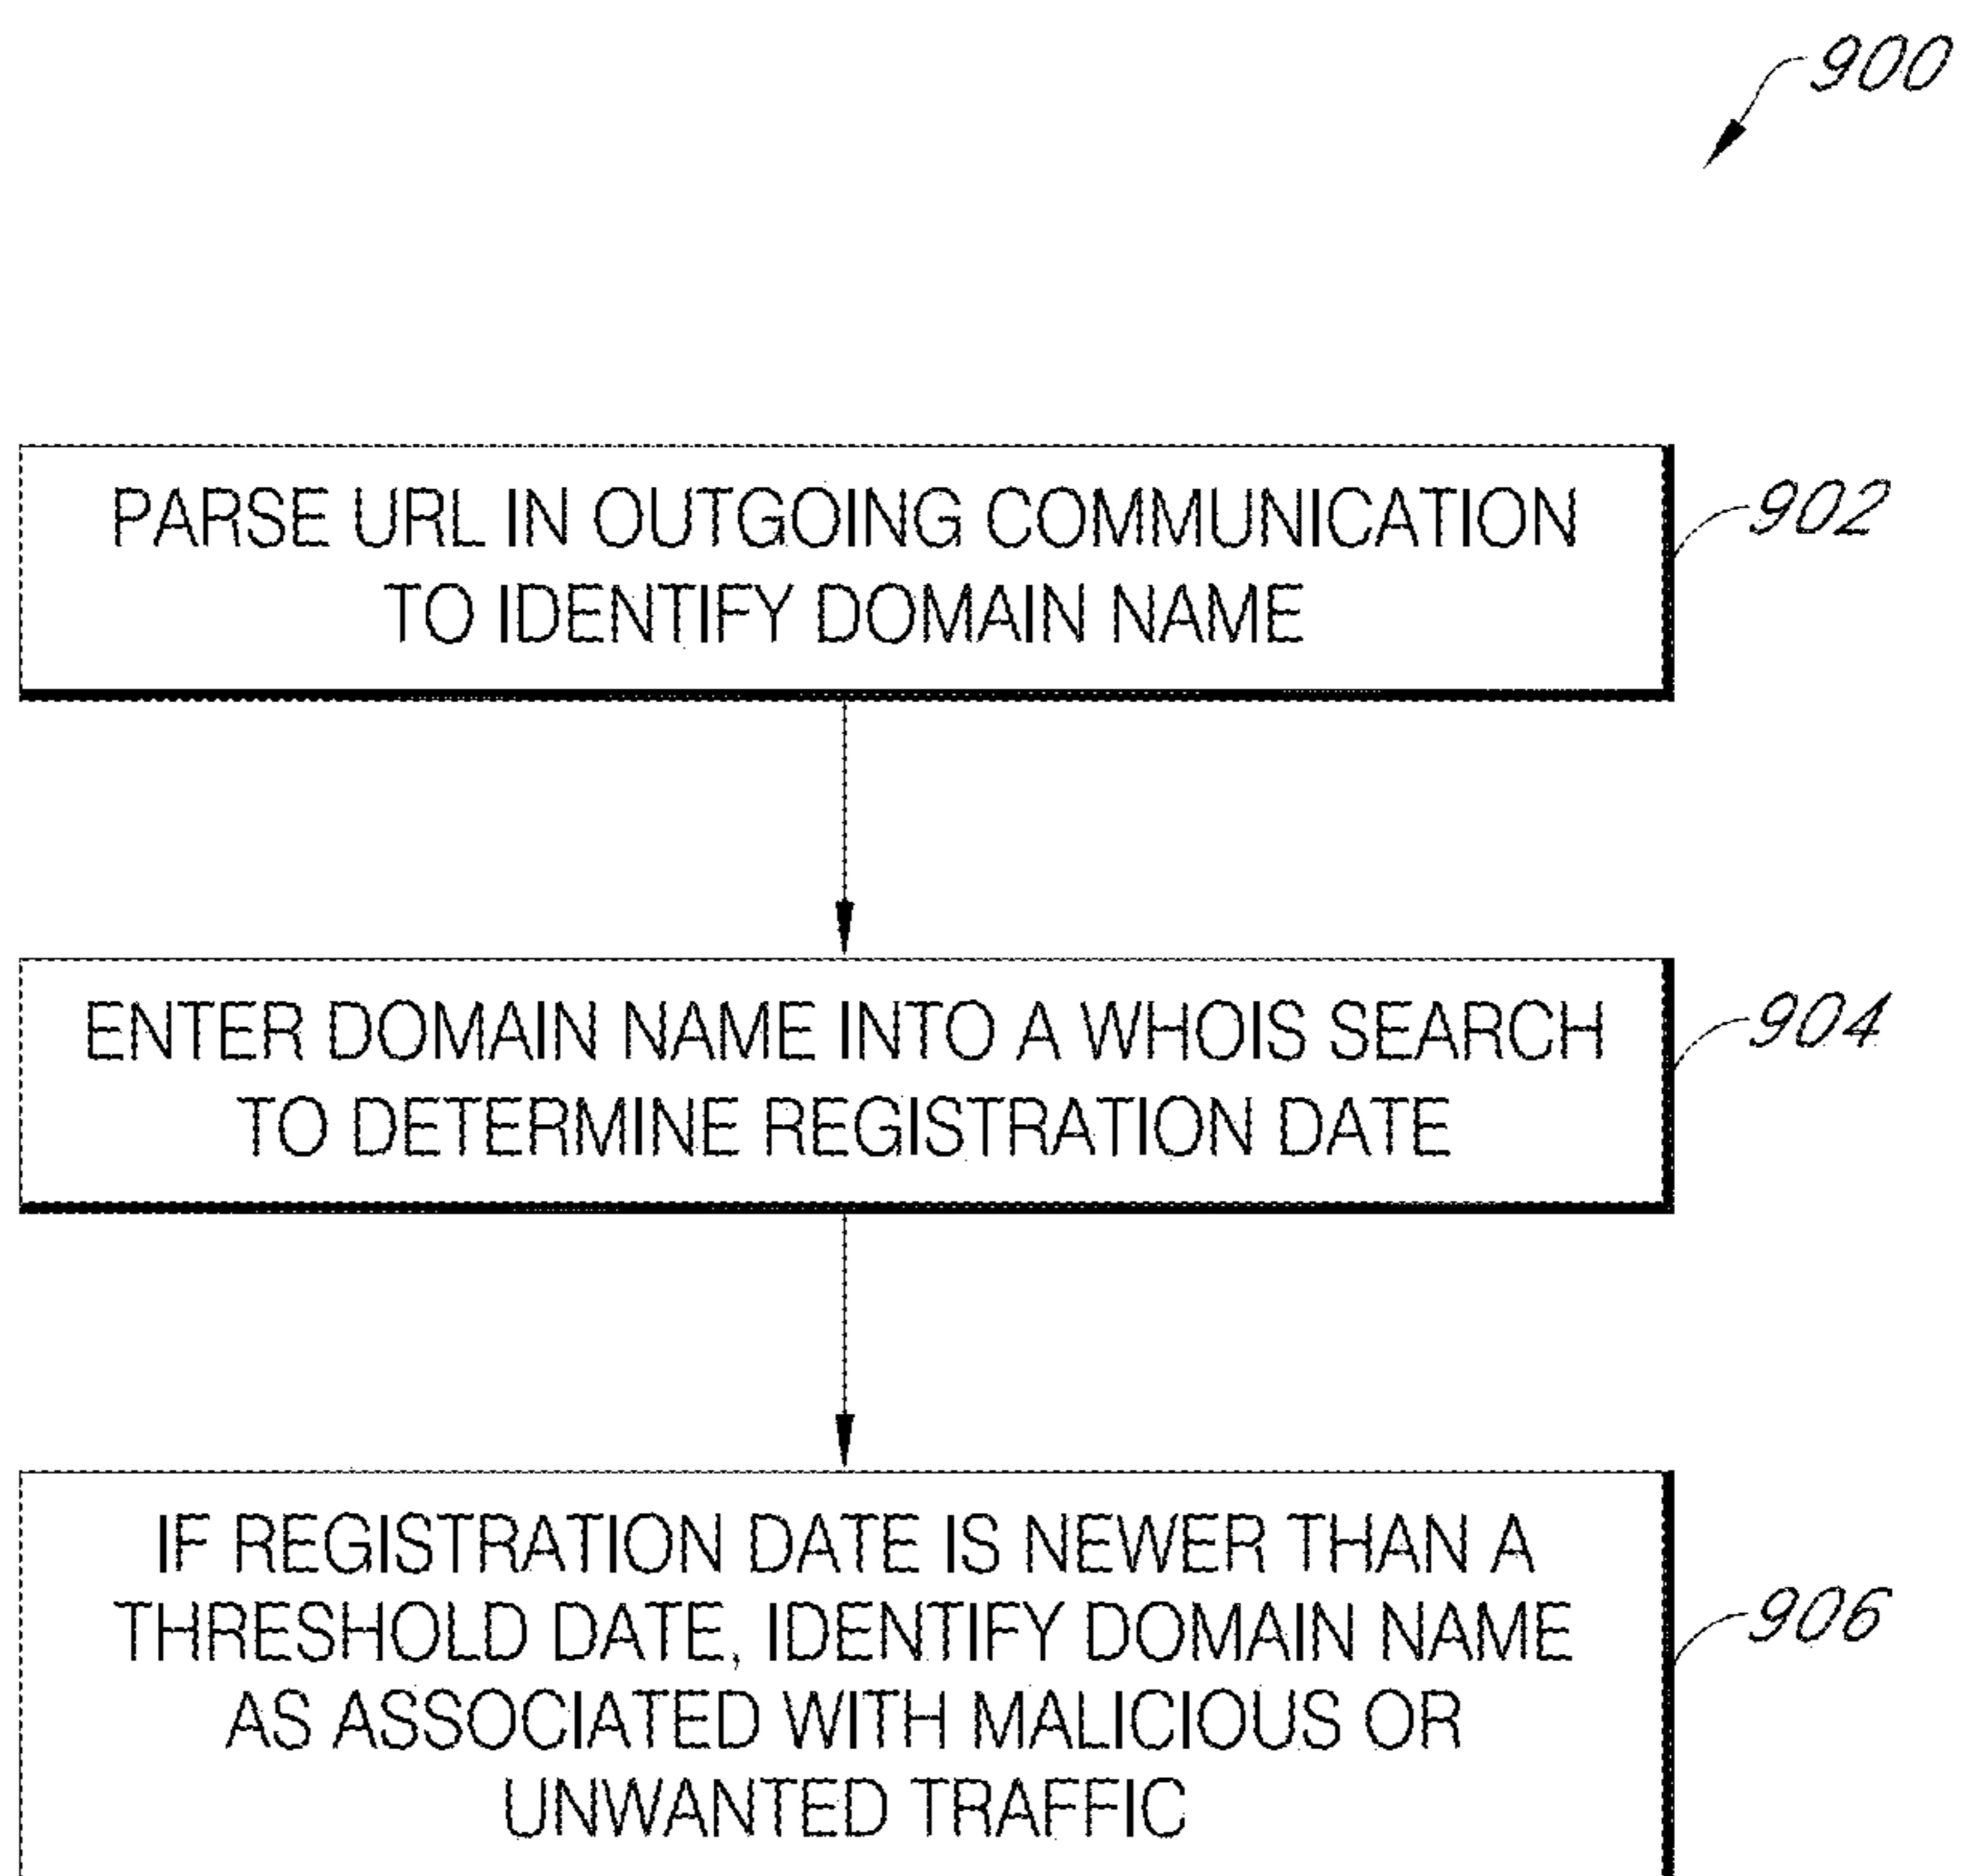 900
PARSE URL IN OUTGOING COMMUNICATION
TO IDENTIFY DOMAIN NAME
902
ENTER DOMAIN NAME INTO A WHOIS SEARCH
TO DETERMINE REGISTRATION DATE
904
IF REGISTRATION DATE IS NEWER THAN A
THRESHOLD DATE, IDENTIFY DOMAIN NAME
AS ASSOCIATED WITH MALICIOUS OR
UNWANTED TRAFFIC
906